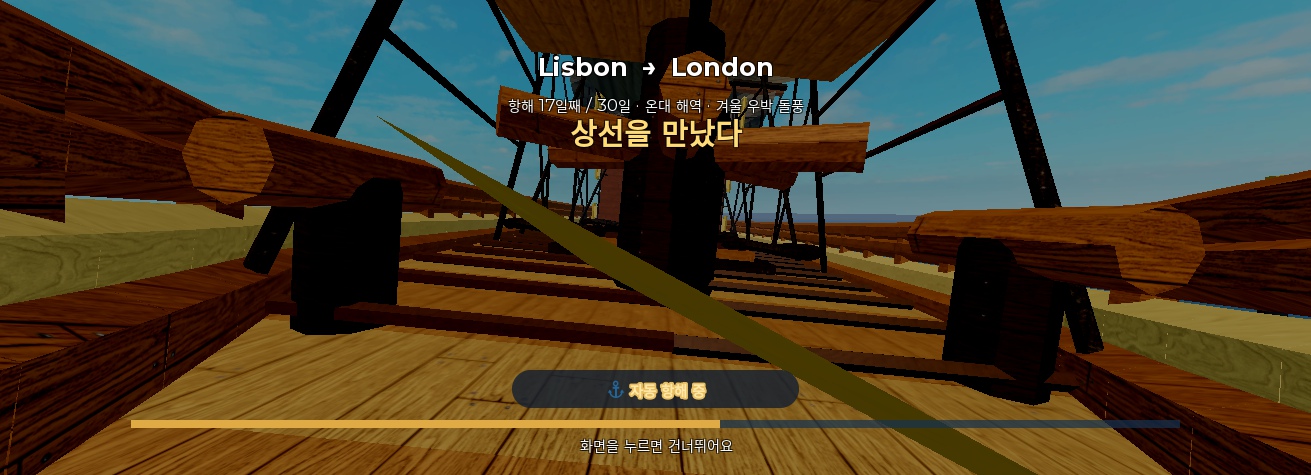 Lisbon → London
항해 17일째 / 30일 · 온대 해역 · 겨울 우박 돌풍
상선을 만났다
⚓ 자동 항해 중
화면을 누르면 건너뛰어요